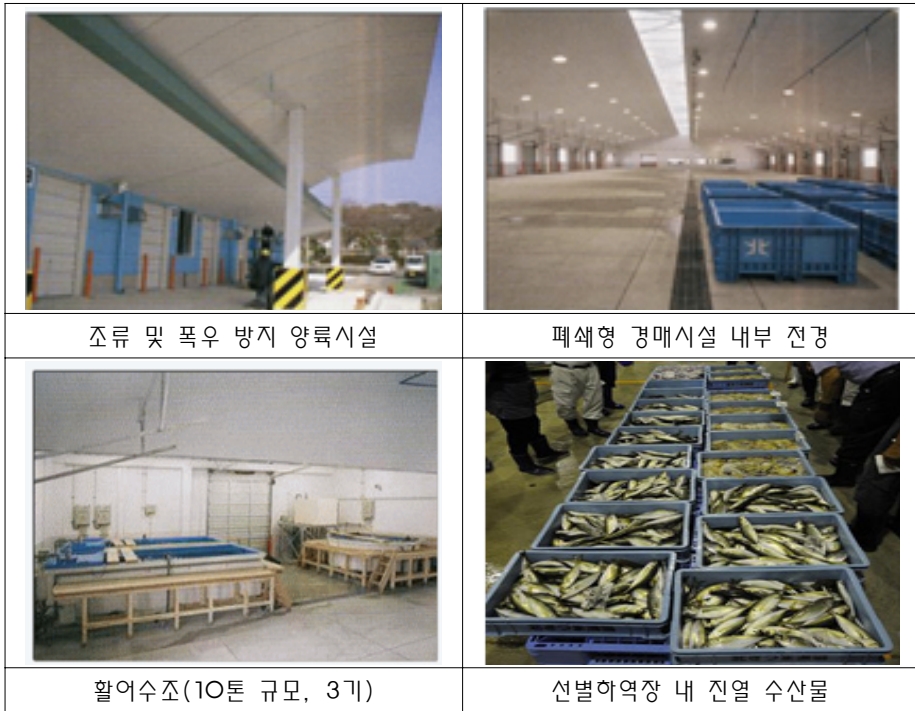 조류 및 폭우 방지 양륙시설
폐쇄형 경매시설 내부 전경
활어수조(10톤 규모, 3기)
선별하역장 내 진열 수산물